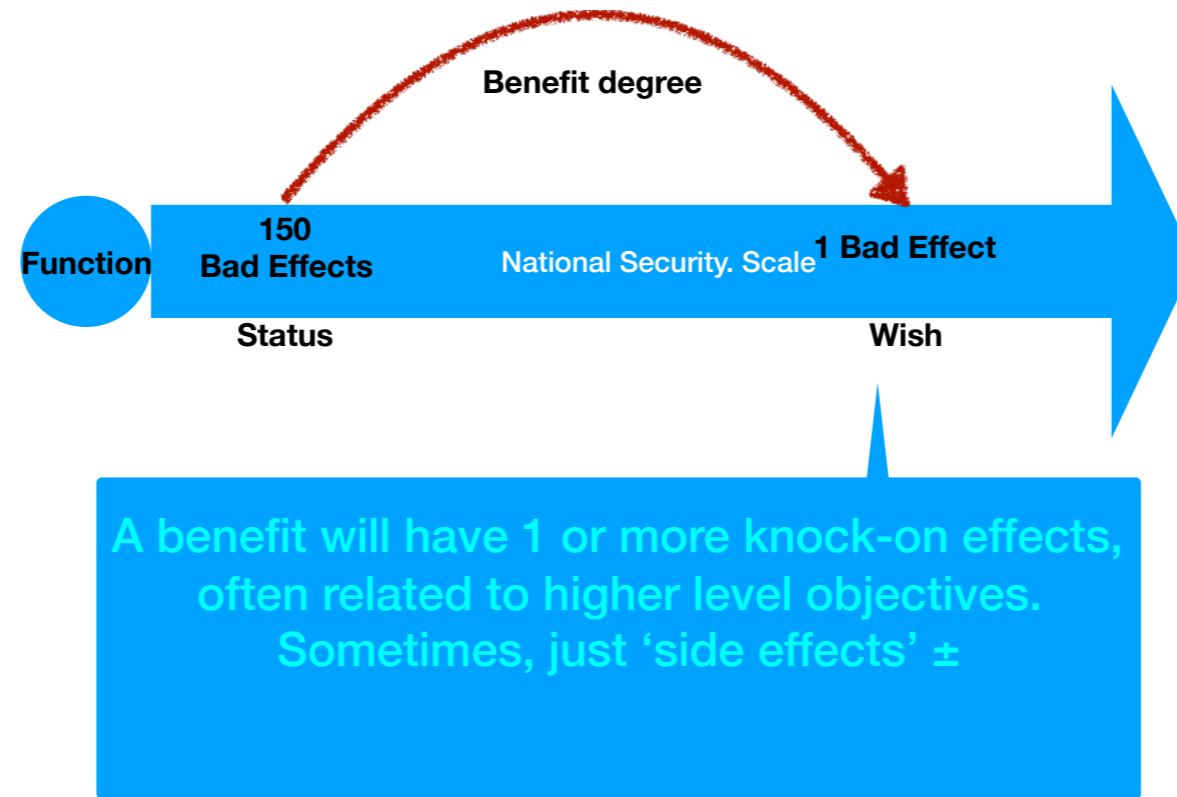 Benefit degree
Function
150
Bad Effects
National Security. Scale
1 Bad Effect
Status
Wish
A benefit will have 1 or more knock-on effects,
often related to higher level objectives.
Sometimes, just ‘side effects’ ±